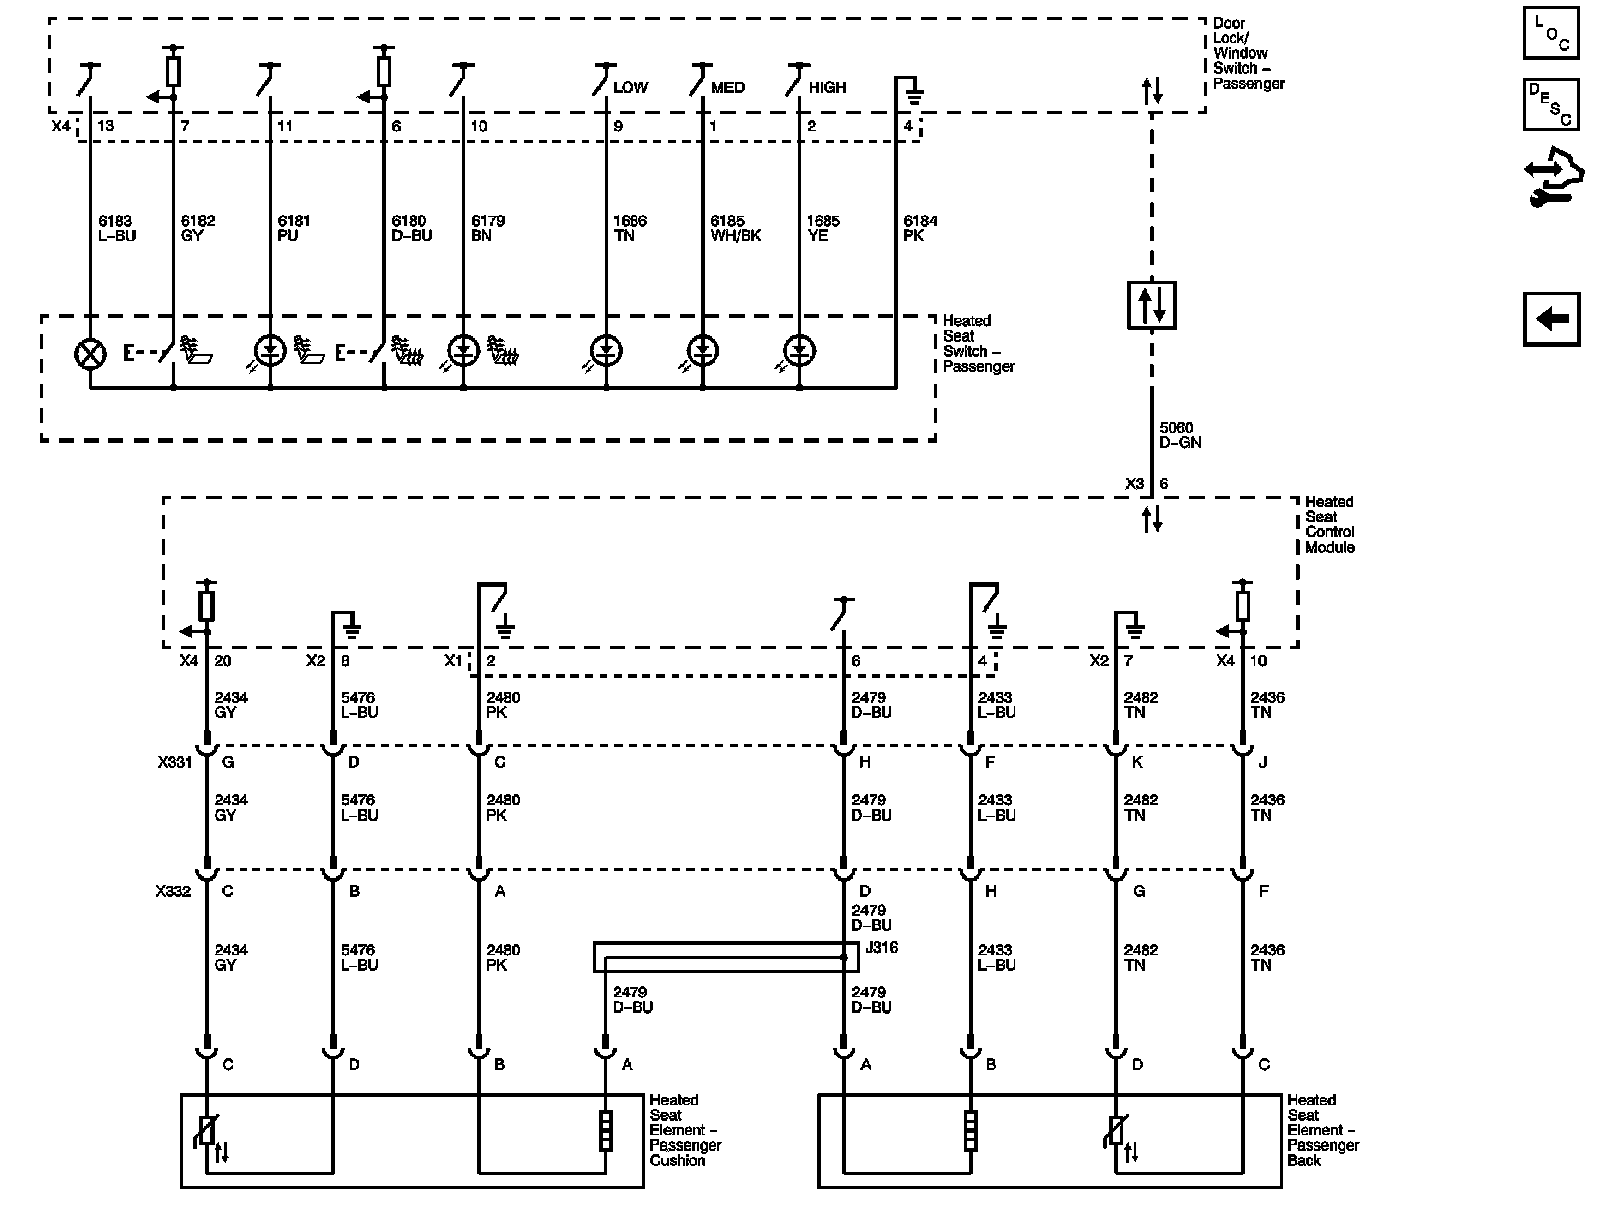 Door
Lock/
Window
Switch –
Passenger
LOC
DESC
LOW MED HIGH
X4 13 7 11 6 10 9 1 2 4
6183 6182 6181 6180 6179 1686 6185 1685 6184
L–BU GY PU D–BU BN TN WH/BK YE PK
Heated
Seat
Switch –
Passenger
E E
5060
D–GN
X3 6
Heated
Seat
Control
Module
X4 20 X2 8 X1 2 6 4 X2 7 X4 10
2434 5476 2480 2479 2433 2482 2436
GY L–BU PK D–BU L–BU TN TN
X331 G D C H F K J
2434 5476 2480 2479 2433 2482 2436
GY L–BU PK D–BU L–BU TN TN
X332 C B A D H G F
2479
D–BU
J316
2434 5476 2480 2433 2482 2436
GY L–BU PK L–BU TN TN
2479 2479
D–BU D–BU
C D B A A B D C
Heated
Seat
Element –
Passenger
Cushion
Heated
Seat
Element –
Passenger
Back